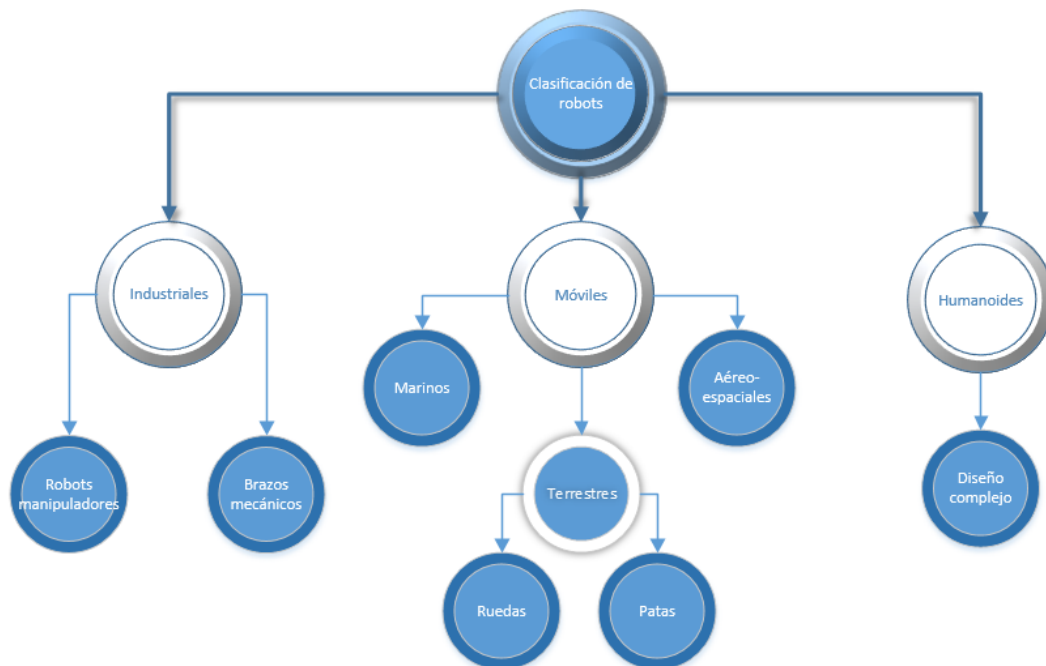 Clasificación de
robots
Industriales
Móviles
Humanoides
Marinos
Aéreo-
espaciales
Robots
manipuladores
Brazos
mecánicos
Terrestres
Diseño
complejo
Ruedas
Patas